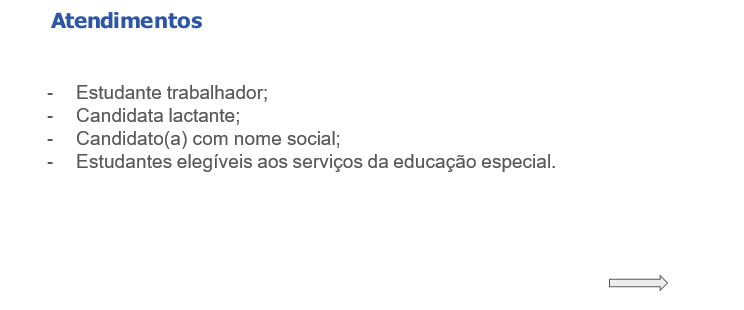 Atendimentos
- Estudante trabalhador;
- Candidata lactante;
- Candidato(a) com nome social;
- Estudantes elegíveis aos serviços da educação especial.